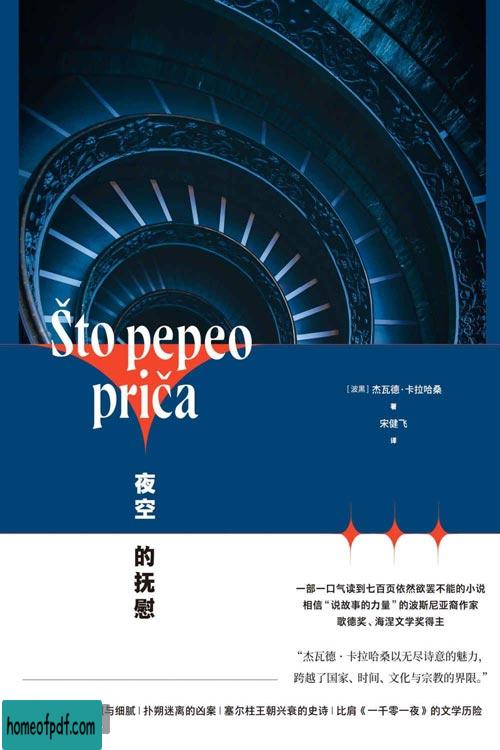 Što pepeo
priča
[波黑] 杰瓦德·卡拉哈桑
著
宋健飞
译
夜空 的抚慰
一部一口气读到七百页依然欲罢不能的小说
相信“说故事的力量”的波斯尼亚裔作家
歌德奖、海涅文学奖得主
“杰瓦德·卡拉哈桑以无尽诗意的魅力，
跨越了国家、时间、文化与宗教的界限。”
与细腻 | 扑朔迷离的凶案 | 塞尔柱王朝兴衰的史诗 | 比肩《一千零一夜》的文学历险
homeofpdf.com